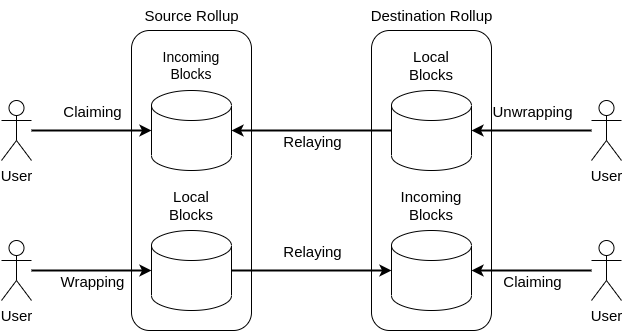 Source Rollup
Destination Rollup
Incoming
Blocks
Local
Blocks
Claiming
Unwrapping
Relaying
User
User
Local
Blocks
Incoming
Blocks
Relaying
Wrapping
Claiming
User
User